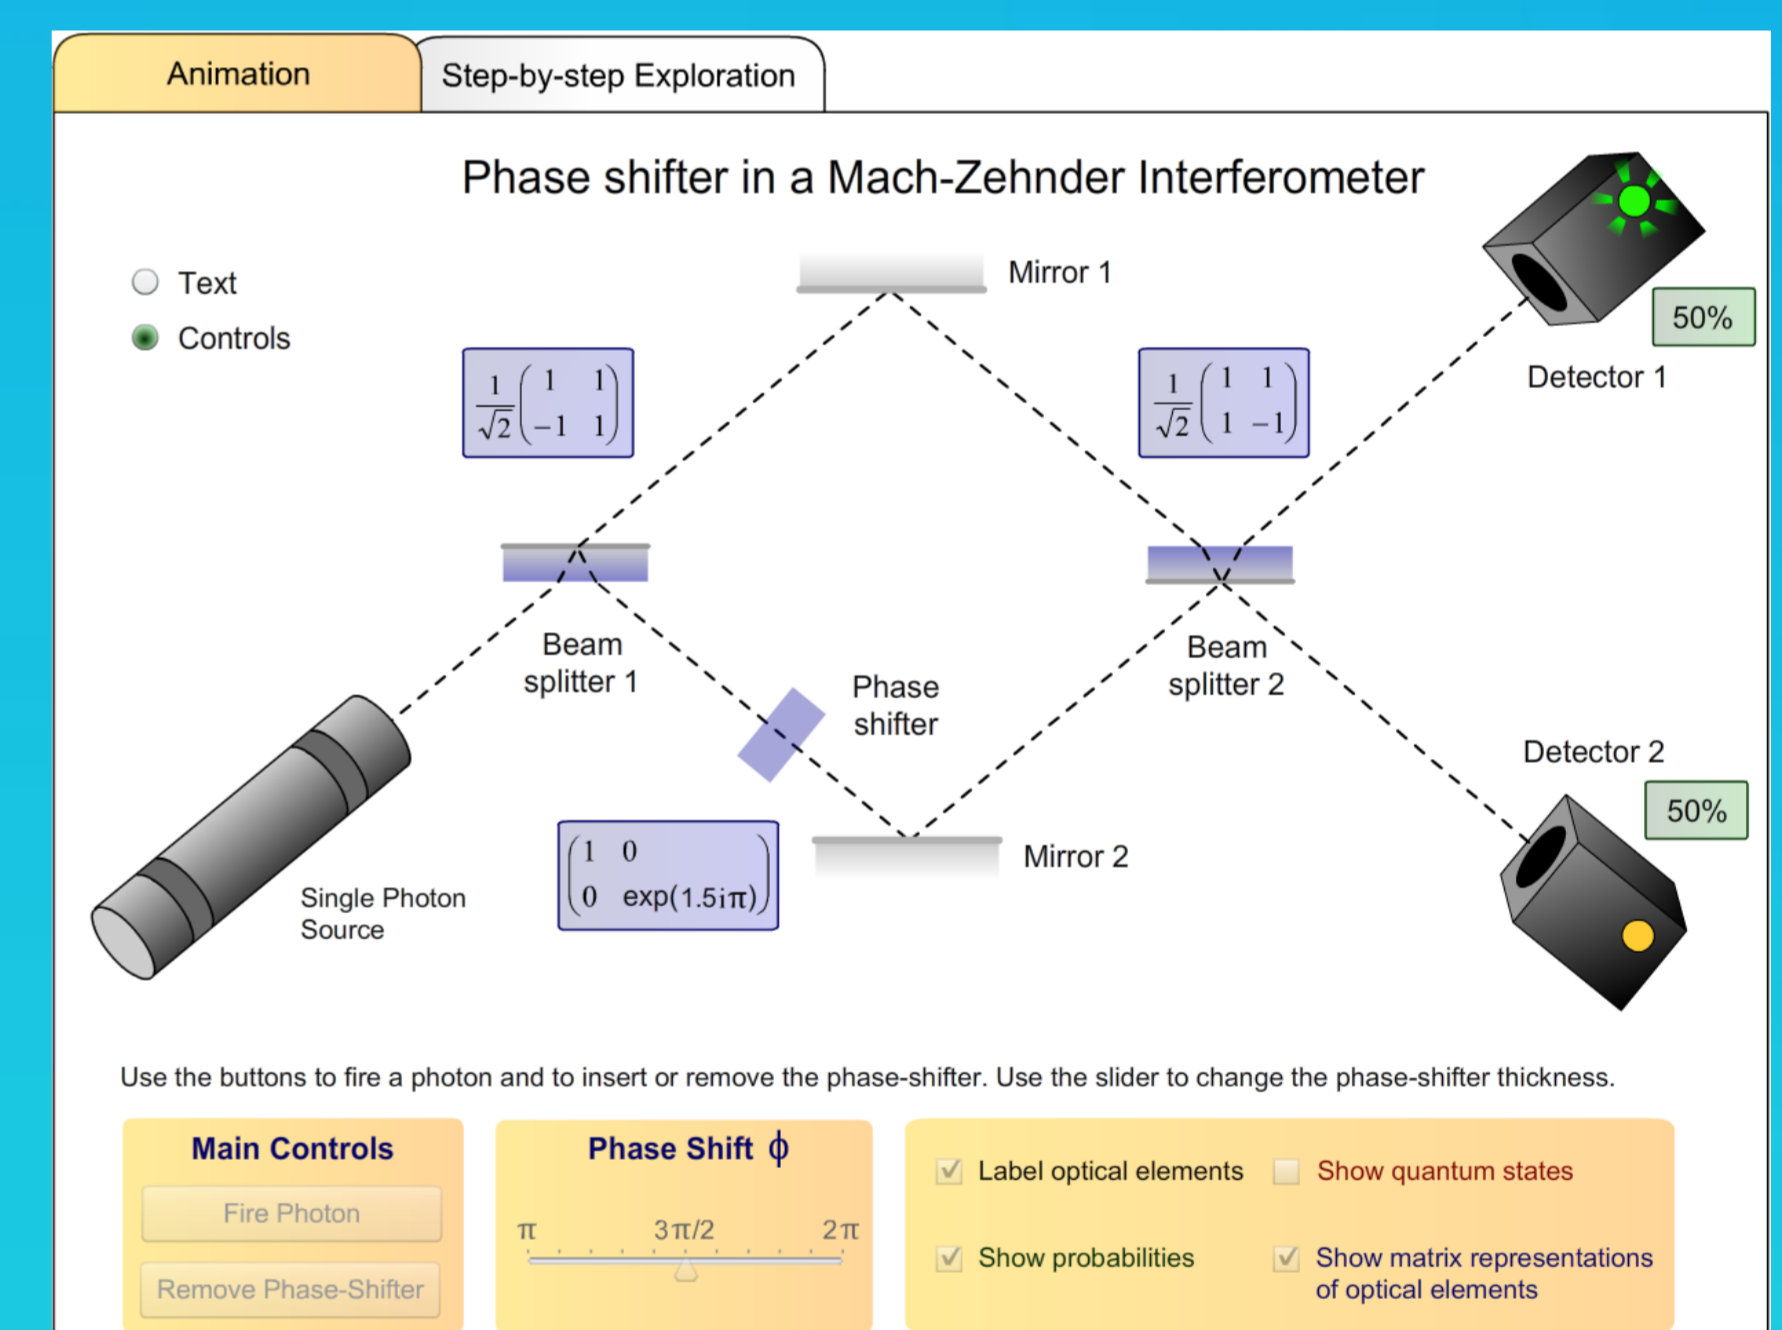 Animation
Step-by-step Exploration
Phase shifter in a Mach-Zehnder Interferometer
Text
Controls
Mirror 1
50%
Detector 1
1/√2 ( 1 1
−1 1 )
1/√2 ( 1 1
1 −1 )
Beam
splitter 1
Beam
splitter 2
Phase
shifter
Detector 2
50%
Mirror 2
( 1 0
0 exp(1.5iπ) )
Single Photon
Source
Use the buttons to fire a photon and to insert or remove the phase-shifter. Use the slider to change the phase-shifter thickness.
Main Controls
Fire Photon
Remove Phase-Shifter
Phase Shift ϕ
π 3π/2 2π
Label optical elements
Show quantum states
Show probabilities
Show matrix representations
of optical elements